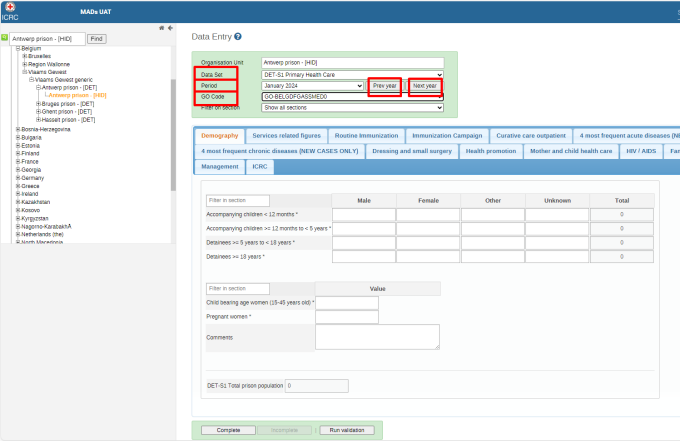 ICRC
MADs UAT
Antwerp prison - [HID]
Find
Belgium
Bruxelles
Region Wallonne
Vlaams Gewest
Vlaams Gewest generic
Antwerp prison - [DET]
Antwerp prison - [HID]
Bruges prison - [DET]
Ghent prison - [DET]
Hasselt prison - [DET]
Bosnia-Herzegovina
Bulgaria
Estonia
Finland
France
Georgia
Germany
Greece
Ireland
Kazakhstan
Kosovo
Kyrgyzstan
Nagorno-KarabakhÂ
Netherlands (the)
North Macedonia
Data Entry
Organisation Unit Antwerp prison - [HID]
Data Set DET-S1 Primary Health Care
Period January 2024 Prev year Next year
GO Code GO-BELGDFGASSMED0
Filter on section Show all sections
Demography Services related figures Routine Immunization Immunization Campaign Curative care outpatient 4 most frequent acute diseases (NE
4 most frequent chronic diseases (NEW CASES ONLY) Dressing and small surgery Health promotion Mother and child health care HIV / AIDS Fam
Management ICRC
Filter in section Male Female Other Unknown Total
Accompanying children < 12 months * 0
Accompanying children >= 12 months to < 5 years * 0
Detainees >= 5 years to < 18 years * 0
Detainees >= 18 years * 0
Filter in section Value
Child bearing age women (15-45 years old) *
Pregnant women *
Comments
DET-S1 Total prison population 0
Complete Incomplete | Run validation